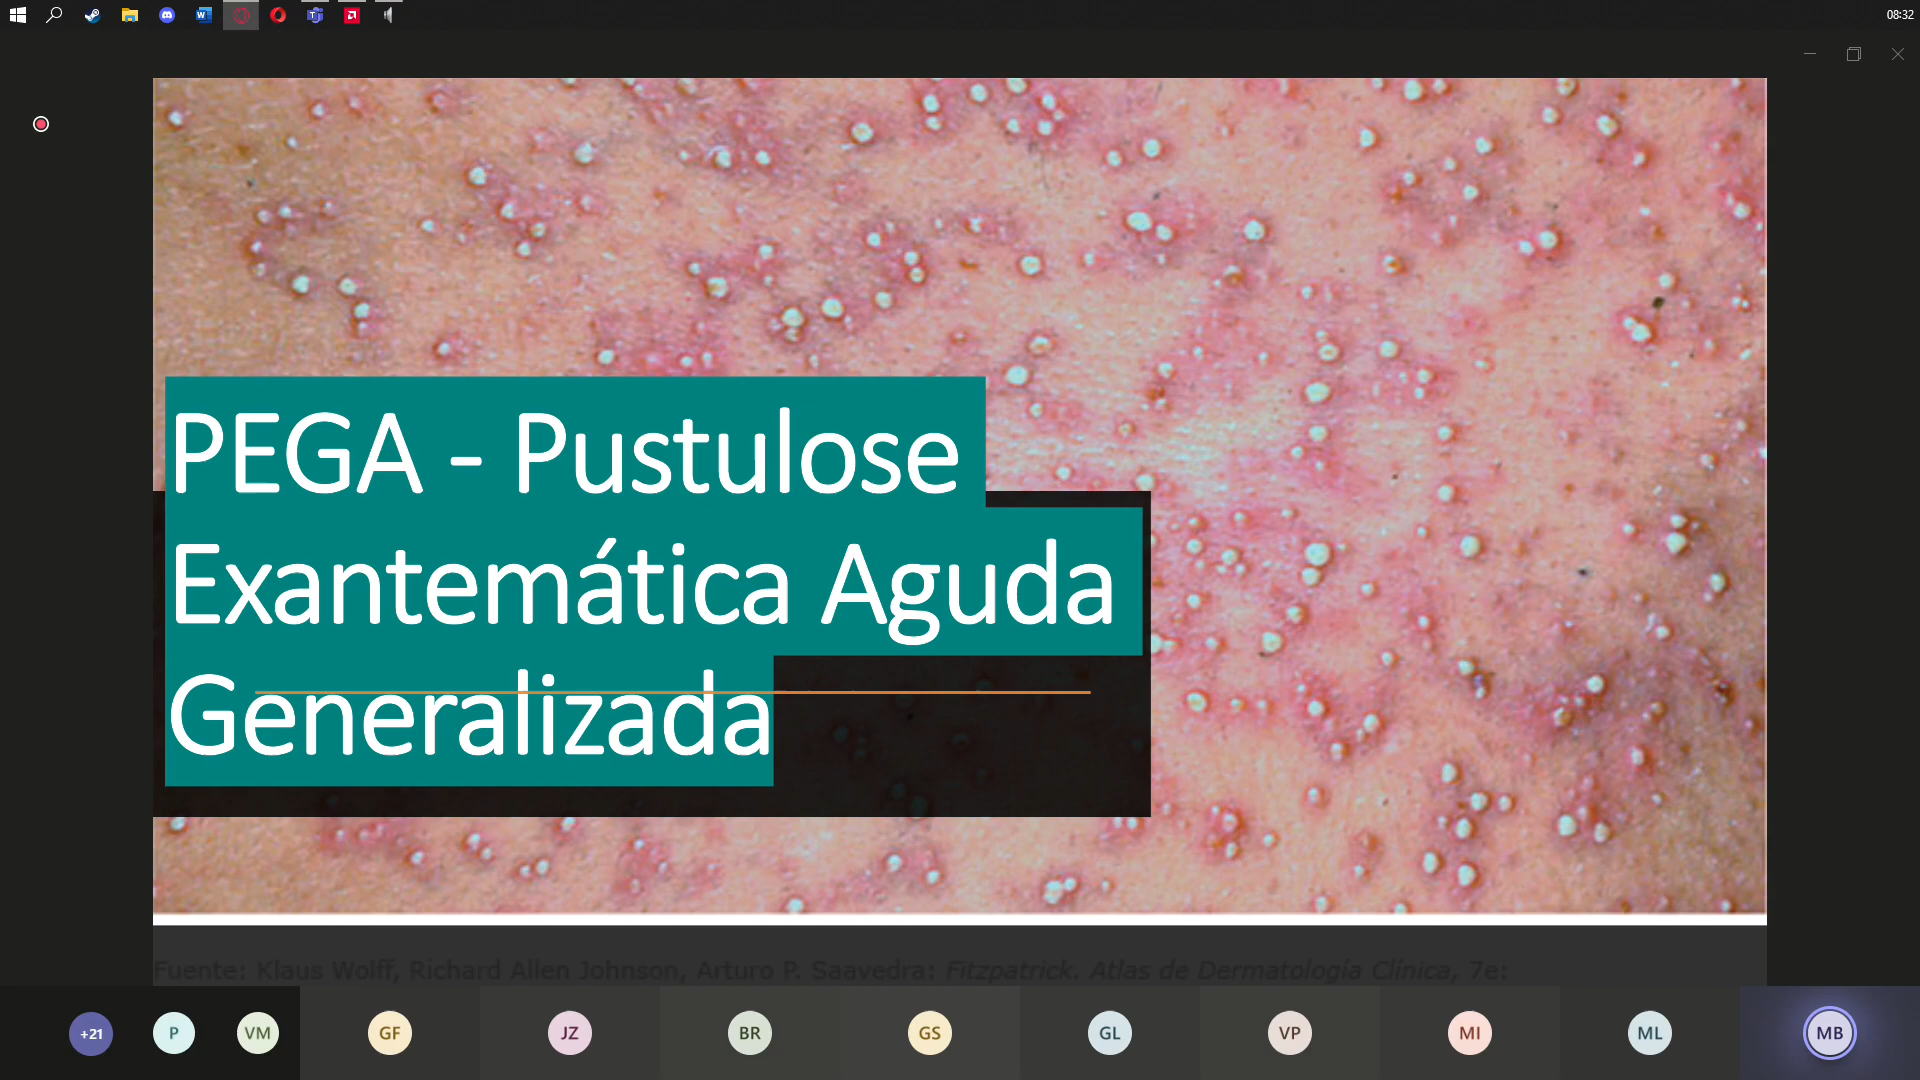 08:32
PEGA - Pustulose
Exantemática Aguda
Generalizada
Fuente: Klaus Wolff, Richard Allen Johnson, Arturo P. Saavedra: Fitzpatrick. Atlas de Dermatología Clínica, 7e:
+21 P VM GF JZ BR GS GL VP MI ML MB